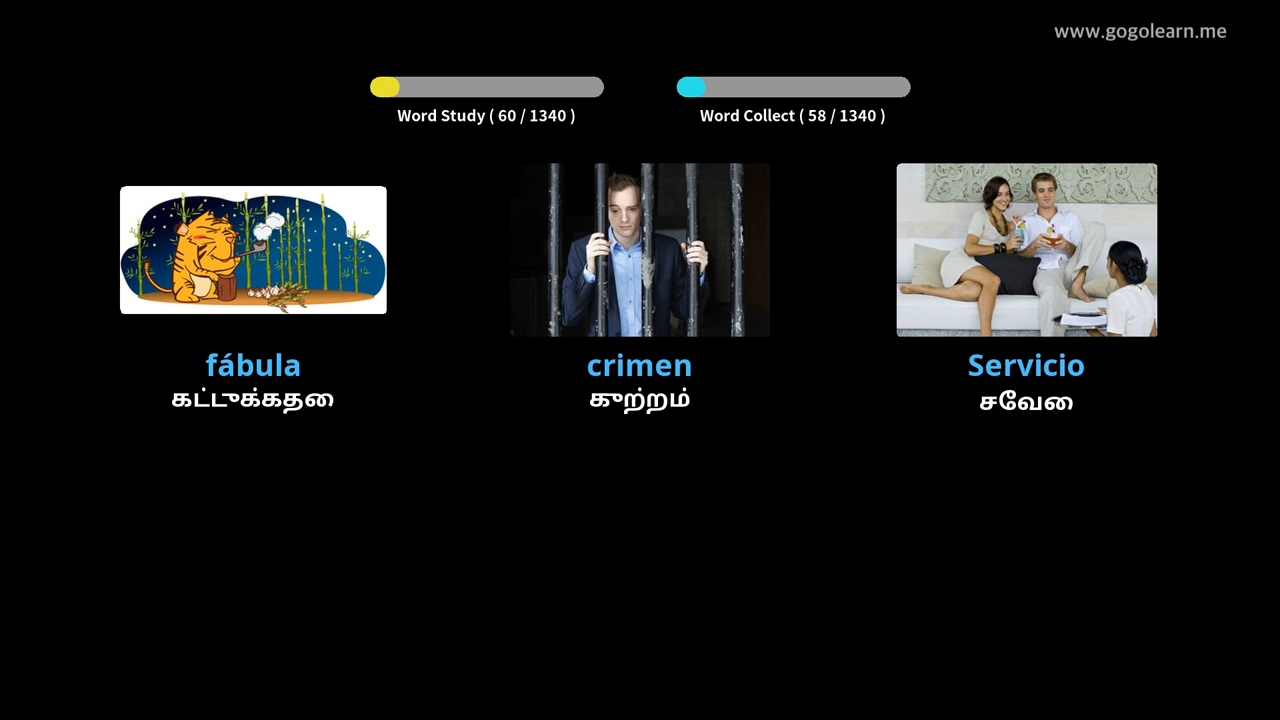 www.gogolearn.me
Word Study ( 60 / 1340 )
Word Collect ( 58 / 1340 )
fábula
crimen
Servicio
கட்டுக்கதை
குற்றம்
சேவை